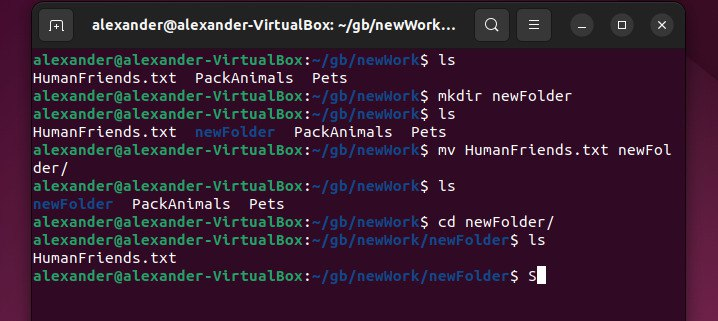 alexander@alexander-VirtualBox: ~/gb/newWork...
alexander@alexander-VirtualBox:~/gb/newWork$ ls
HumanFriends.txt  PackAnimals  Pets
alexander@alexander-VirtualBox:~/gb/newWork$ mkdir newFolder
alexander@alexander-VirtualBox:~/gb/newWork$ ls
HumanFriends.txt  newFolder  PackAnimals  Pets
alexander@alexander-VirtualBox:~/gb/newWork$ mv HumanFriends.txt newFol
der/
alexander@alexander-VirtualBox:~/gb/newWork$ ls
newFolder  PackAnimals  Pets
alexander@alexander-VirtualBox:~/gb/newWork$ cd newFolder/
alexander@alexander-VirtualBox:~/gb/newWork/newFolder$ ls
HumanFriends.txt
alexander@alexander-VirtualBox:~/gb/newWork/newFolder$ S